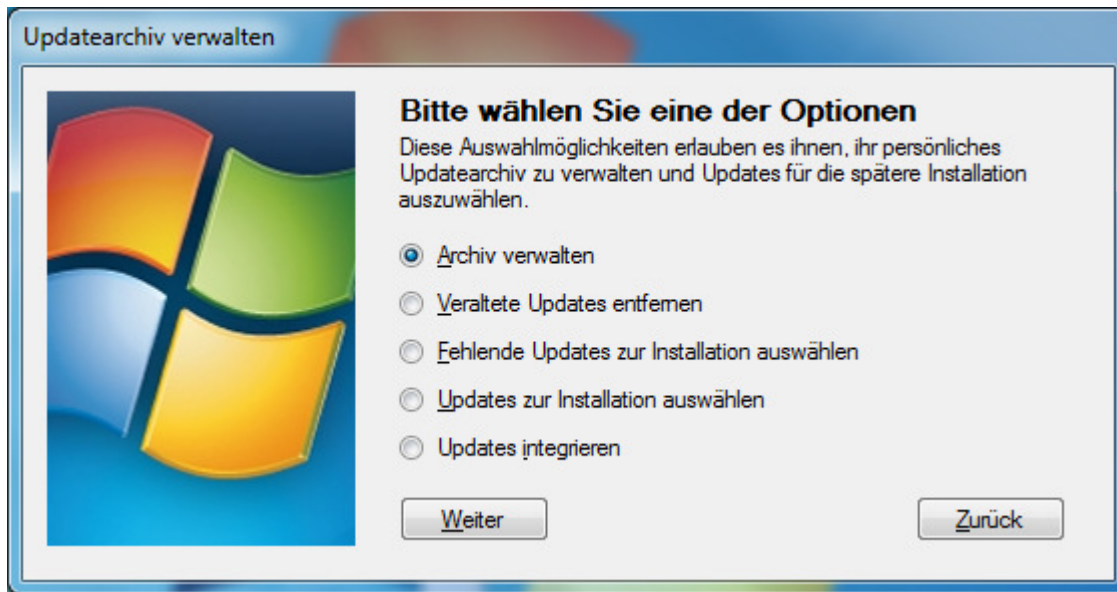 Updatearchiv verwalten
Bitte wählen Sie eine der Optionen
Diese Auswahlmöglichkeiten erlauben es ihnen, ihr persönliches
Updatearchiv zu verwalten und Updates für die spätere Installation
auszuwählen.
Archiv verwalten
Veraltete Updates entfernen
Fehlende Updates zur Installation auswählen
Updates zur Installation auswählen
Updates integrieren
Weiter
Zurück